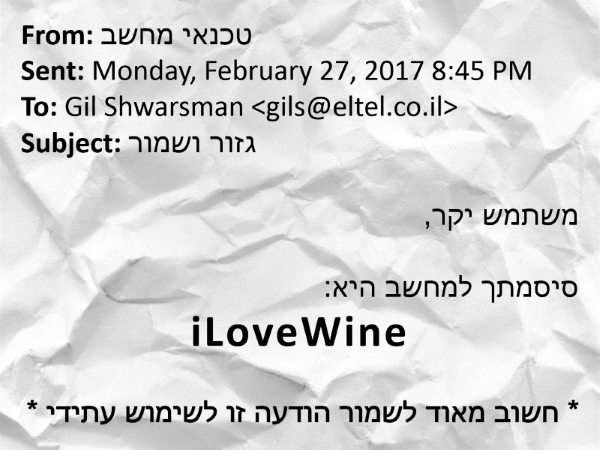 From: טכנאי מחשב
Sent: Monday, February 27, 2017 8:45 PM
To: Gil Shwarsman <gils@eltel.co.il>
Subject: גזור ושמור
משתמש יקר,
סיסמתך למחשב היא:
iLoveWine
* חשוב מאוד לשמור הודעה זו לשימוש עתידי *